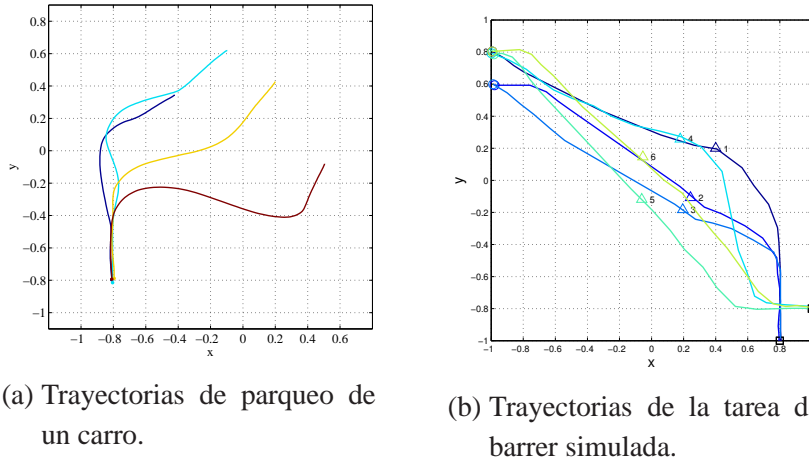 0.8
0.6
0.4
0.2
0
−0.2
−0.4
−0.6
−0.8
−1
y
−1 −0.8 −0.6 −0.4 −0.2 0 0.2 0.4 0.6
x
(a) Trayectorias de parqueo de
un carro.
1
0.8
0.6
0.4
0.2
0
−0.2
−0.4
−0.6
−0.8
−1
y
4
1
6
5
2
3
−1 −0.8 −0.6 −0.4 −0.2 0 0.2 0.4 0.6 0.8
x
(b) Trayectorias de la tarea d
barrer simulada.